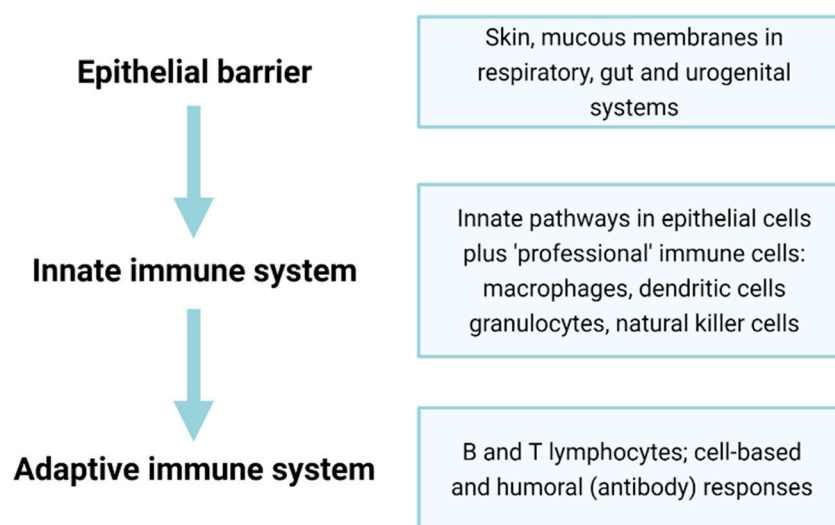 Epithelial barrier
Skin, mucous membranes in
respiratory, gut and urogenital
systems
Innate immune system
Innate pathways in epithelial cells
plus 'professional' immune cells:
macrophages, dendritic cells
granulocytes, natural killer cells
Adaptive immune system
B and T lymphocytes; cell-based
and humoral (antibody) responses